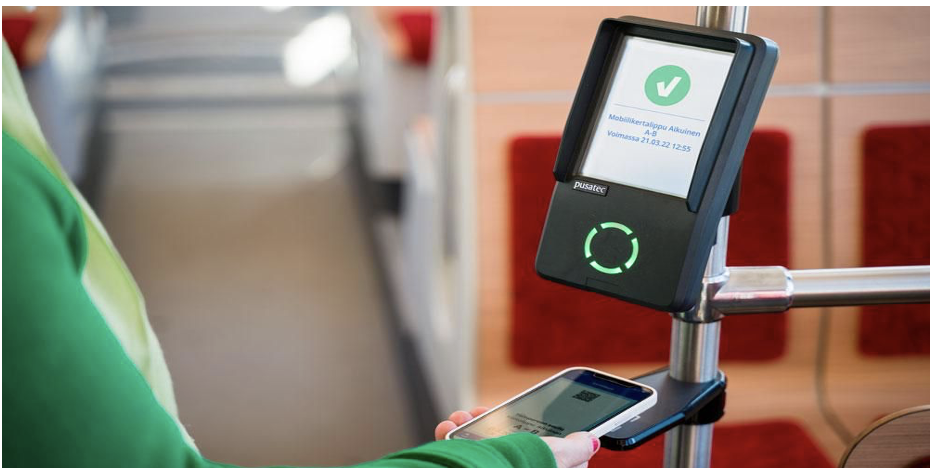 Mobiilikertalippu Aikuinen
A-B
Voimassa 21.03.22 12:55
pusatec
A-B